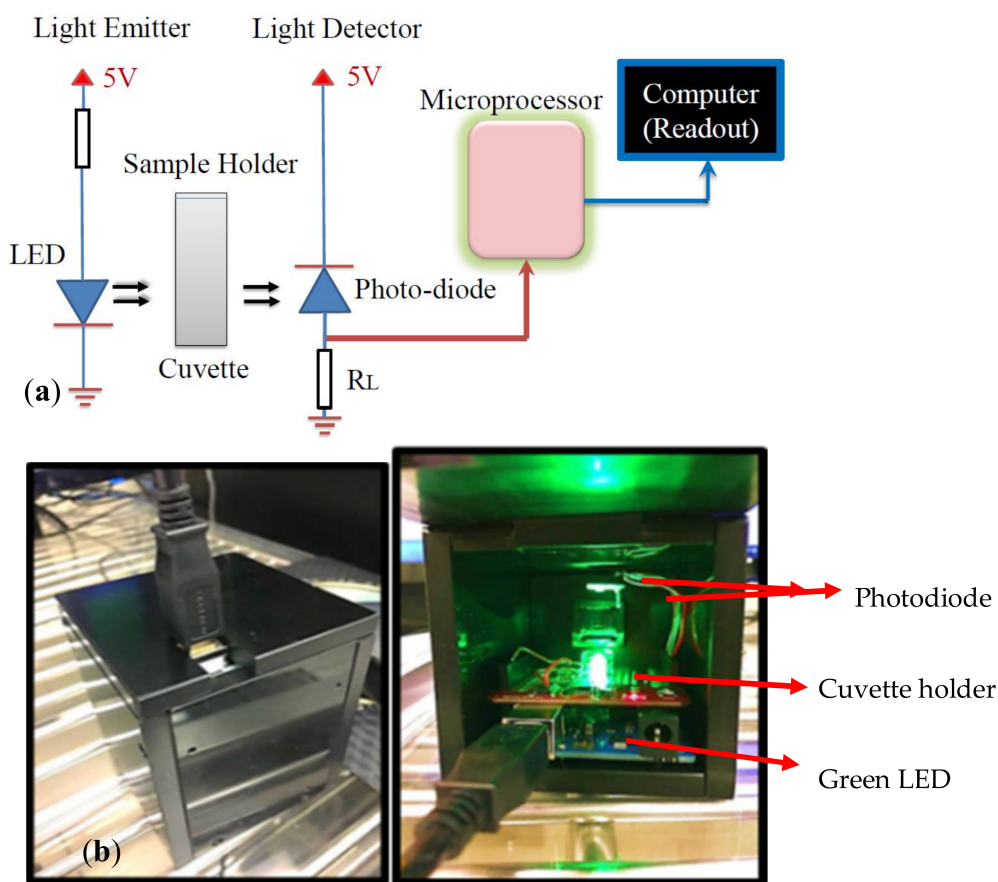 Light Emitter
Light Detector
5V
5V
Microprocessor
Computer
(Readout)
Sample Holder
LED
Photo-diode
Cuvette
RL
(a)
Photodiode
Cuvette holder
Green LED
(b)